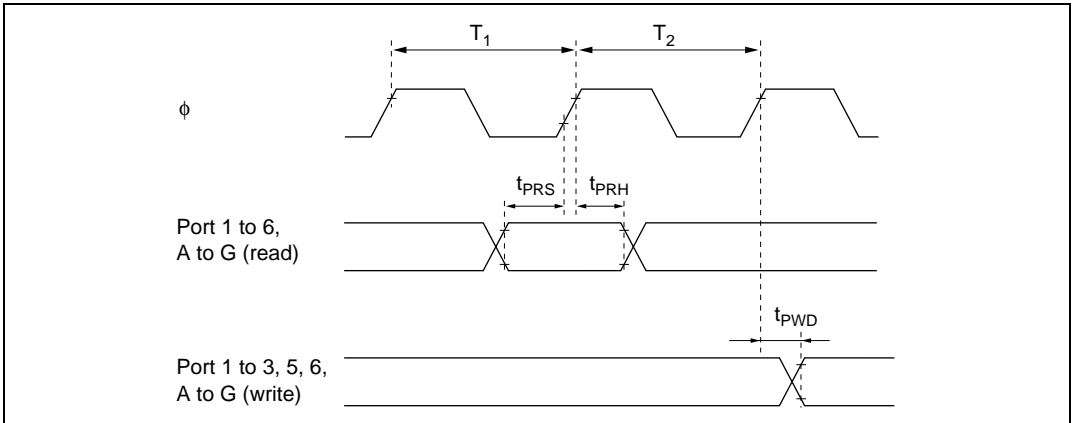 T1
T2
ϕ
tPRS
tPRH
Port 1 to 6,
A to G (read)
tPWD
Port 1 to 3, 5, 6,
A to G (write)